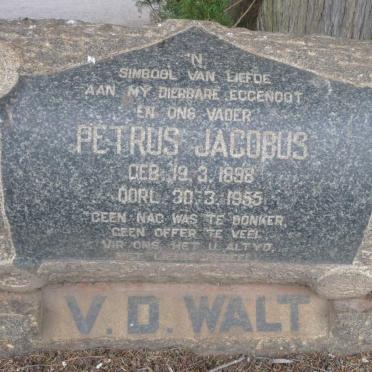 'N
SIMBOOL VAN LIEFDE
AAN MY DIERBARE EGGENOOT
EN ONS VADER
PETRUS JACOBUS
GEB. 19.3.1898
OORL. 30.3.1955
GEEN NAG WAS TE DONKER,
GEEN OFFER TE VEEL
VIR ONS HET U ALTYD
V.D. WALT